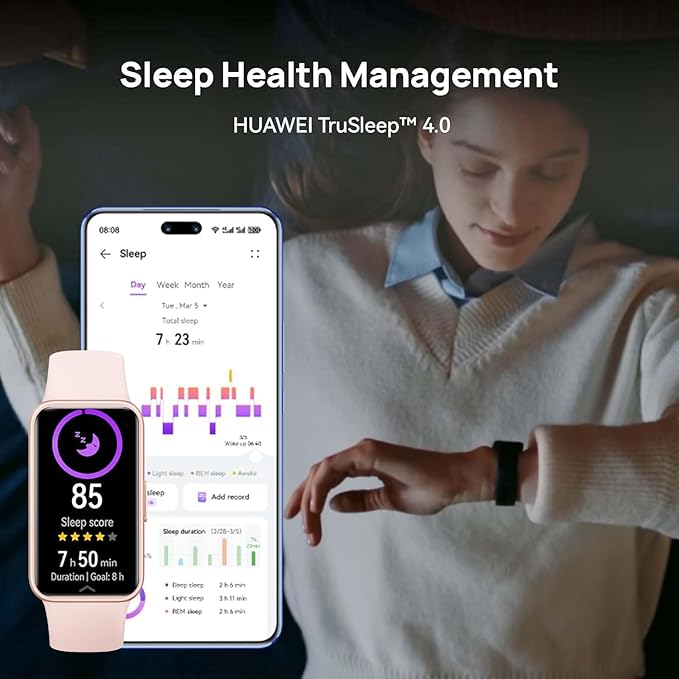 Sleep Health Management
HUAWEI TruSleep™ 4.0
08:08
Sleep
Day Week Month Year
Tue, Mar 5
Total sleep
7 h 23 min
3/5
Wake up 06:40
Light sleep REM sleep Awake
sleep
Add record
Sleep duration (2/28-3/5)
7h
23min
Deep sleep 2 h 6 min
Light sleep 3 h 11 min
REM sleep 2 h 6 min
85
Sleep score
7 h 50 min
Duration | Goal: 8 h